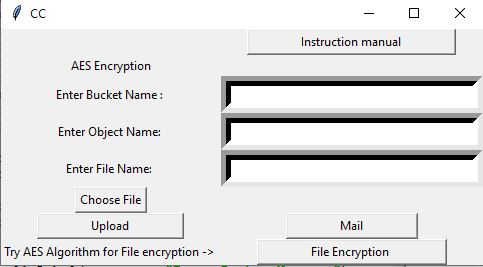 CC
Instruction manual
AES Encryption
Enter Bucket Name :
Enter Object Name:
Enter File Name:
Choose File
Upload Mail
Try AES Algorithm for File encryption -> File Encryption